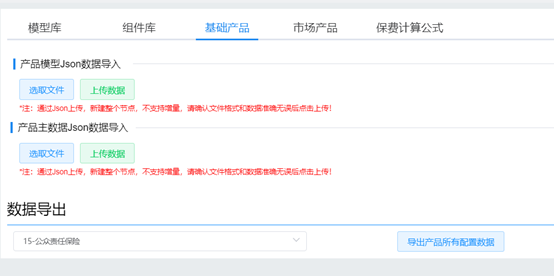 模型库 组件库 基础产品 市场产品 保费计算公式
产品模型Json数据导入
选取文件 上传数据
*注：通过Json上传，新建整个节点，不支持增量，请确认文件格式和数据准确无误后点击上传！
产品主数据Json数据导入
选取文件 上传数据
*注：通过Json上传，新建整个节点，不支持增量，请确认文件格式和数据准确无误后点击上传！
数据导出
15-公众责任保险 导出产品所有配置数据